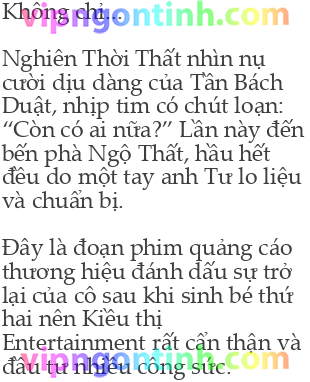 Không chỉ...
vipngontinh.com
Nghiên Thời Thất nhìn nụ
cười dịu dàng của Tần Bách
Duật, nhịp tim có chút loạn:
“Còn có ai nữa?” Lần này đến
bến phà Ngộ Thất, hầu hết
đều do một tay anh Tư lo liệu
và chuẩn bị.
Đây là đoạn phim quảng cáo
thương hiệu đánh dấu sự trở
lại của cô sau khi sinh bé thứ
hai nên Kiều thị
Entertainment rất cẩn thận và
đầu tư nhiều công sức.
vipngontinh.com